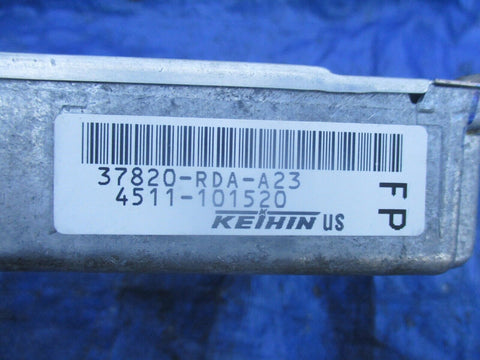 37820-RDA-A23
4511-101520
KEIHIN US
FP